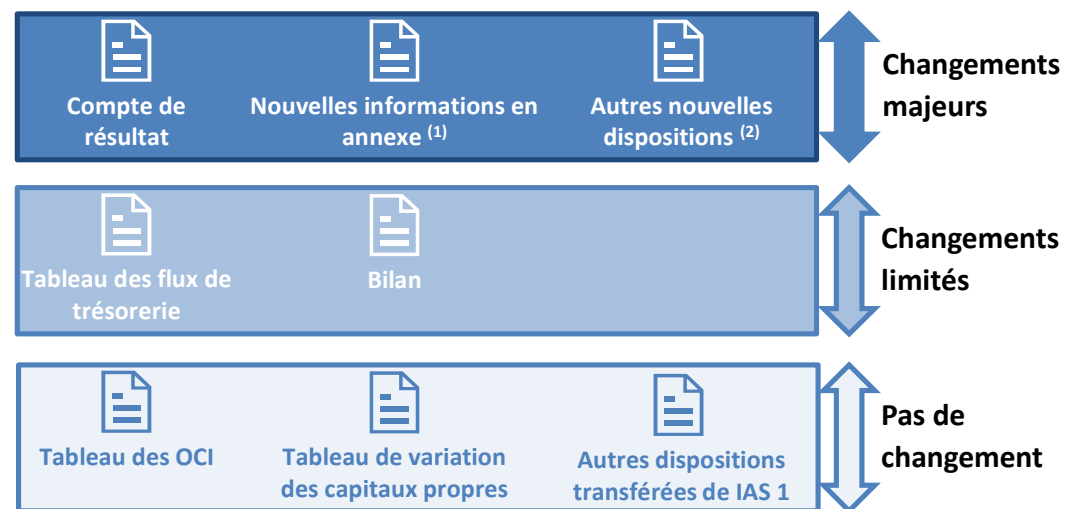 Compte de
résultat
Nouvelles informations en
annexe (1)
Autres nouvelles
dispositions (2)
Changements
majeurs
Tableau des flux de
trésorerie
Bilan
Changements
limités
Tableau des OCI
Tableau de variation
des capitaux propres
Autres dispositions
transférées de IAS 1
Pas de
changement